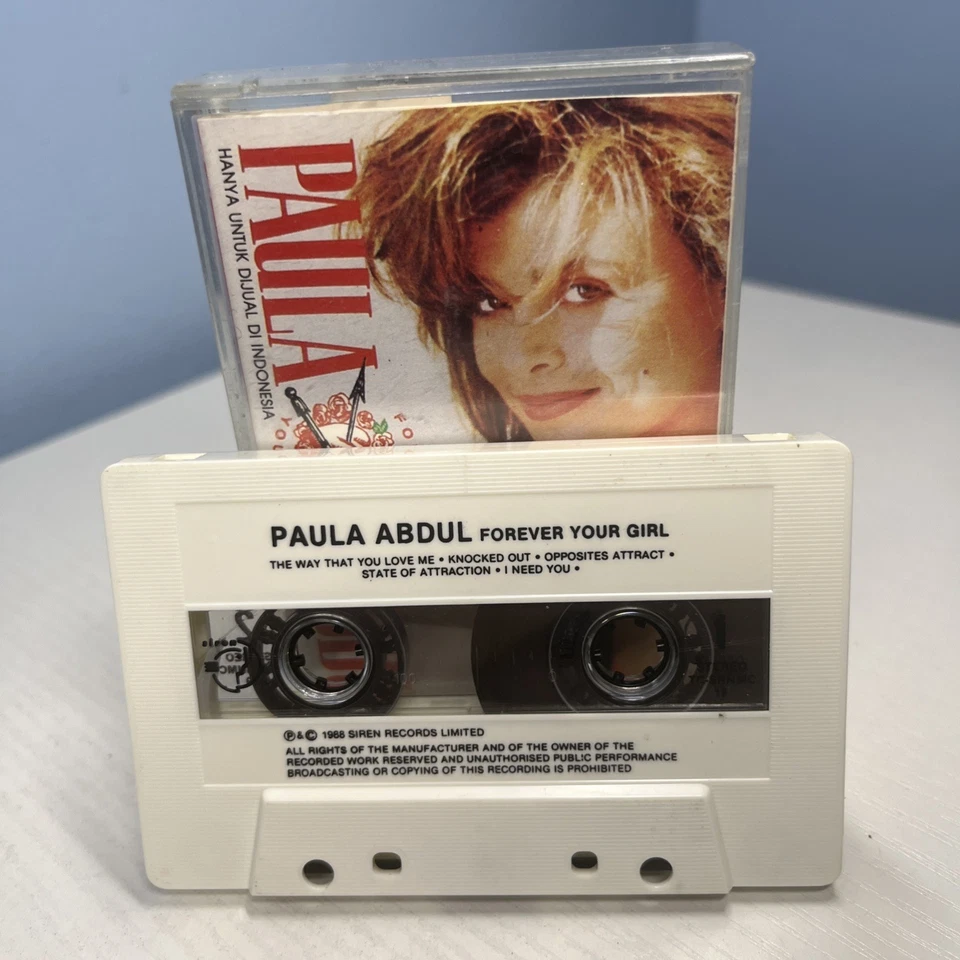 PAULA
HANYA UNTUK DIJUAL DI INDONESIA
PAULA ABDUL FOREVER YOUR GIRL
THE WAY THAT YOU LOVE ME • KNOCKED OUT • OPPOSITES ATTRACT •
STATE OF ATTRACTION • I NEED YOU •
Ⓟ & © 1988 SIREN RECORDS LIMITED
ALL RIGHTS OF THE MANUFACTURER AND OF THE OWNER OF THE
RECORDED WORK RESERVED AND UNAUTHORISED PUBLIC PERFORMANCE
BROADCASTING OR COPYING OF THIS RECORDING IS PROHIBITED